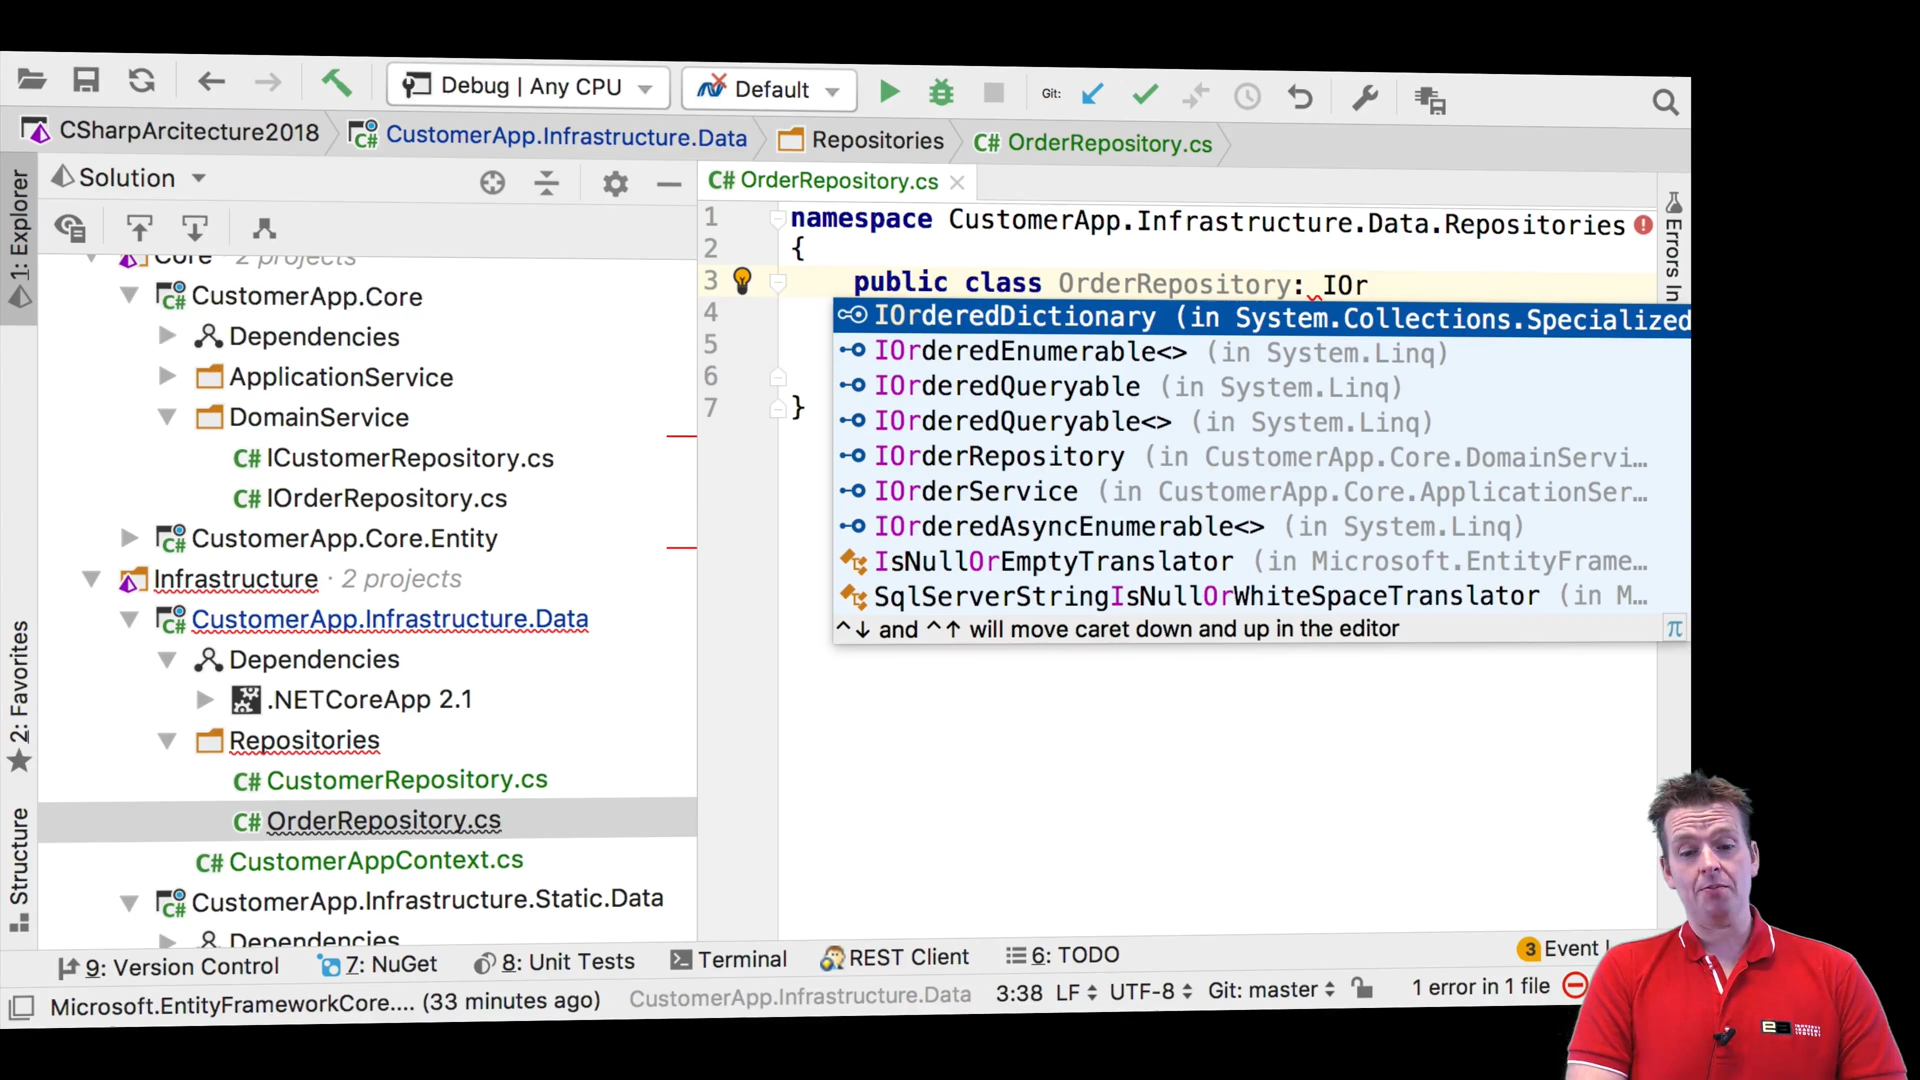 Debug | Any CPU
Default
Git:
CSharpArcitecture2018
CustomerApp.Infrastructure.Data
Repositories
C# OrderRepository.cs
1: Explorer
Solution
Core · 2 projects
CustomerApp.Core
Dependencies
ApplicationService
DomainService
C# ICustomerRepository.cs
C# IOrderRepository.cs
CustomerApp.Core.Entity
Infrastructure · 2 projects
CustomerApp.Infrastructure.Data
Dependencies
.NETCoreApp 2.1
Repositories
C# CustomerRepository.cs
C# OrderRepository.cs
C# CustomerAppContext.cs
CustomerApp.Infrastructure.Static.Data
Dependencies
2: Favorites
Structure
C# OrderRepository.cs
1 namespace CustomerApp.Infrastructure.Data.Repositories
2 {
3 public class OrderRepository: IOr
4
5
6
7 }
IOrderedDictionary (in System.Collections.Specialized
IOrderedEnumerable<> (in System.Linq)
IOrderedQueryable (in System.Linq)
IOrderedQueryable<> (in System.Linq)
IOrderRepository (in CustomerApp.Core.DomainServi…
IOrderService (in CustomerApp.Core.ApplicationSer…
IOrderedAsyncEnumerable<> (in System.Linq)
IsNullOrEmptyTranslator (in Microsoft.EntityFrame…
SqlServerStringIsNullOrWhiteSpaceTranslator (in M…
^↓ and ^↑ will move caret down and up in the editor
π
Errors In
9: Version Control
7: NuGet
8: Unit Tests
Terminal
REST Client
6: TODO
3 Event
Microsoft.EntityFrameworkCore.... (33 minutes ago)
CustomerApp.Infrastructure.Data
3:38
LF
UTF-8
Git: master
1 error in 1 file